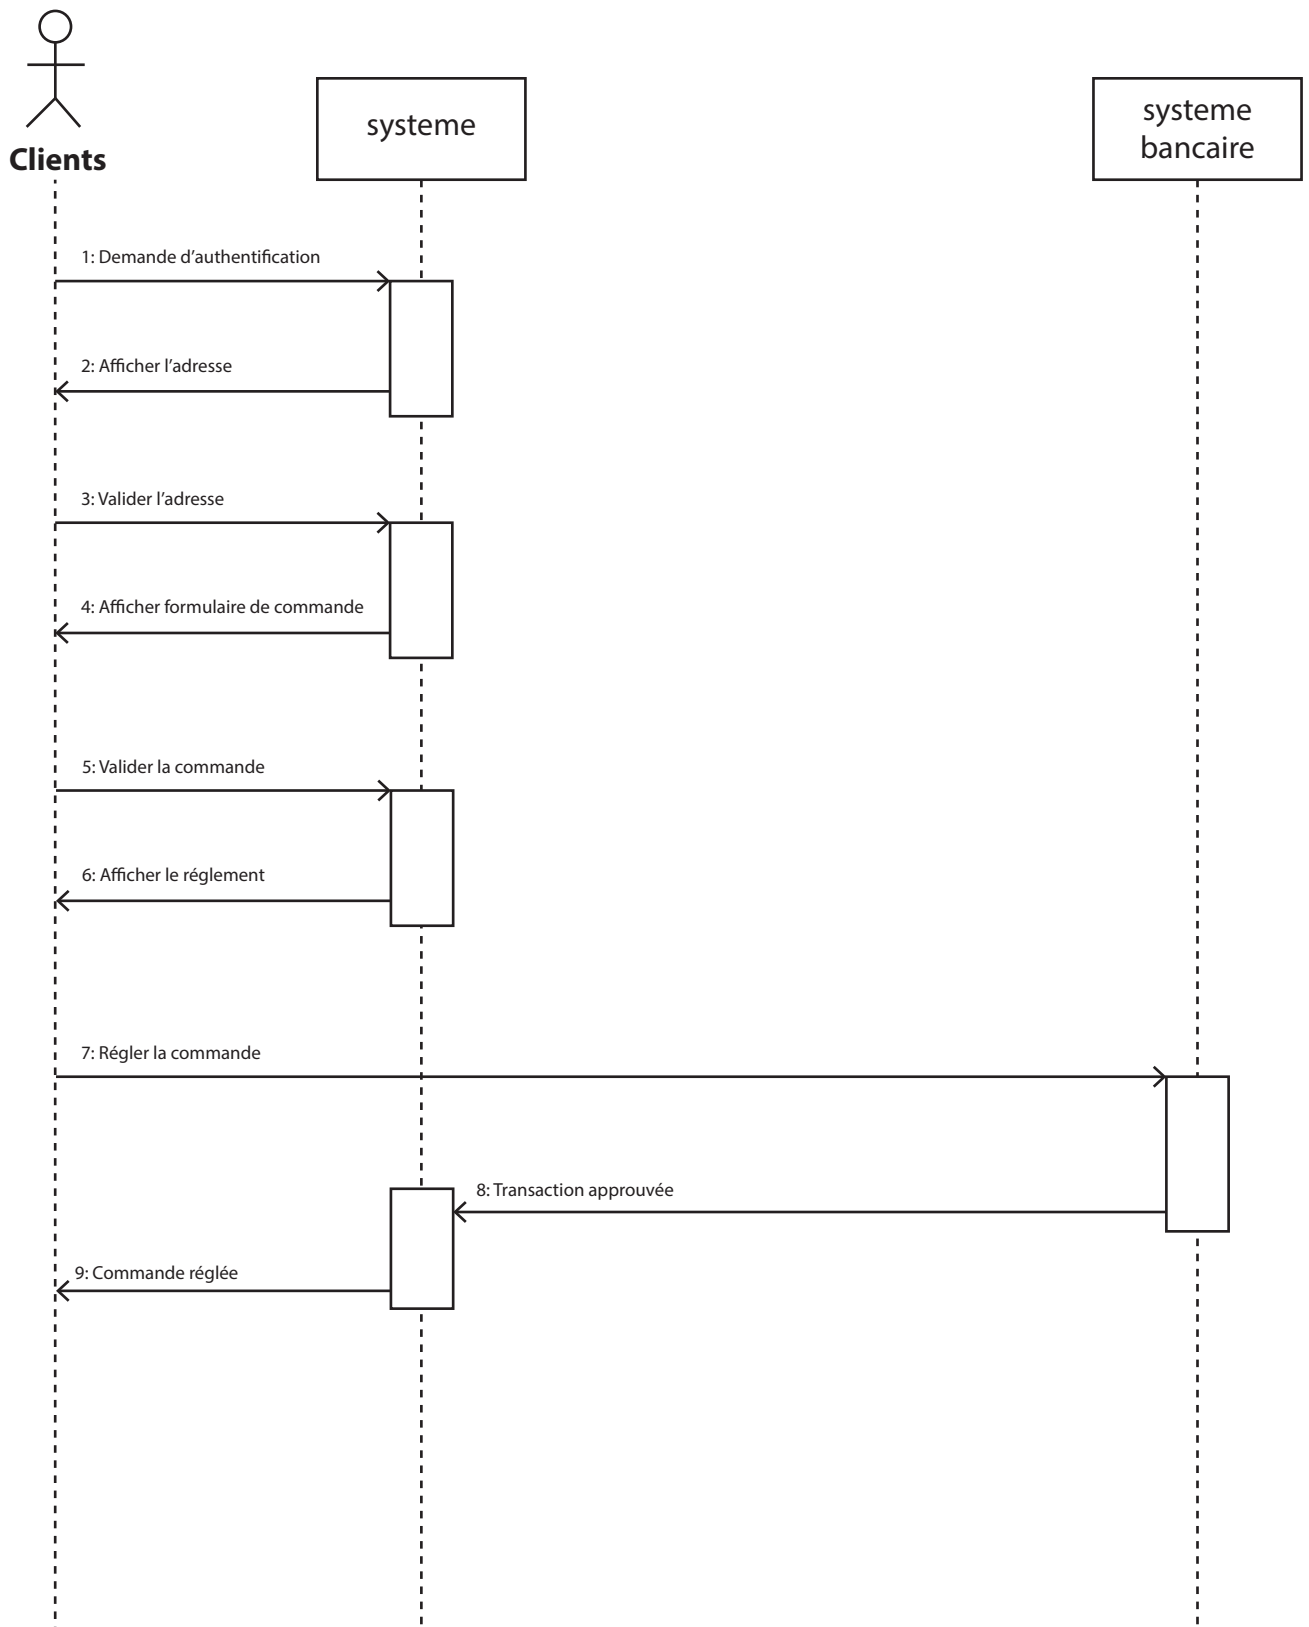 Clients
systeme
systeme
bancaire
1: Demande d’authentification
2: Afficher l’adresse
3: Valider l’adresse
4: Afficher formulaire de commande
5: Valider la commande
6: Afficher le réglement
7: Régler la commande
8: Transaction approuvée
9: Commande réglée